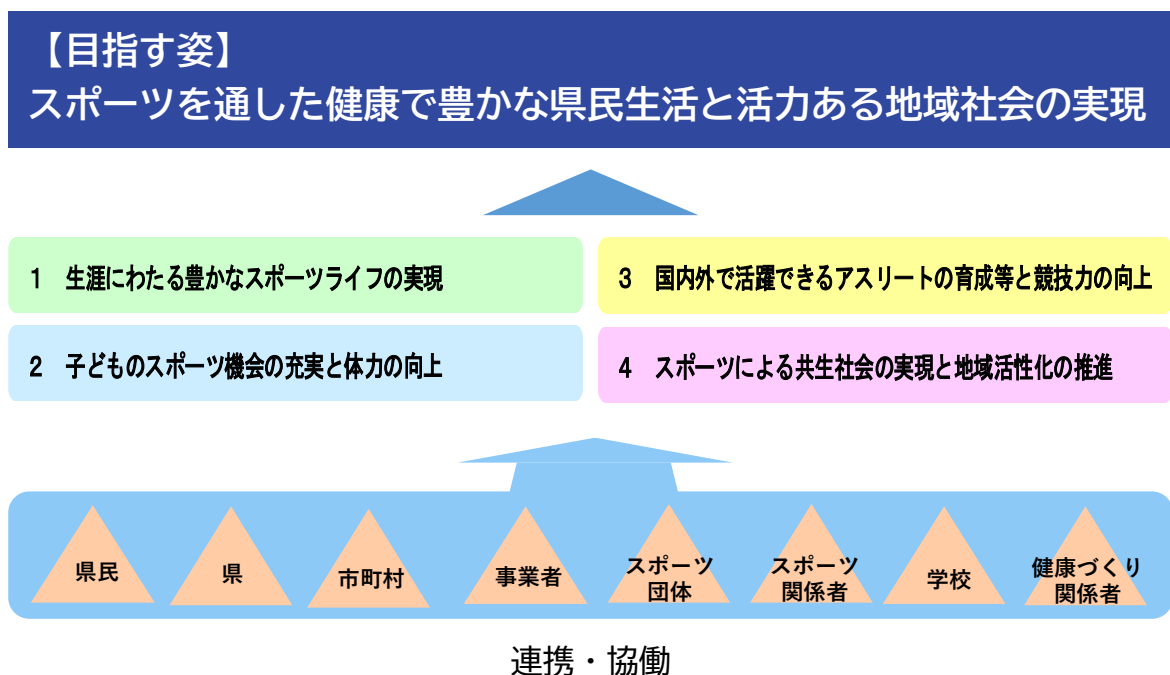 【目指す姿】
スポーツを通した健康で豊かな県民生活と活力ある地域社会の実現
1 生涯にわたる豊かなスポーツライフの実現
2 子どものスポーツ機会の充実と体力の向上
3 国内外で活躍できるアスリートの育成等と競技力の向上
4 スポーツによる共生社会の実現と地域活性化の推進
県民
県
市町村
事業者
スポーツ
団体
スポーツ
関係者
学校
健康づくり
関係者
連携・協働